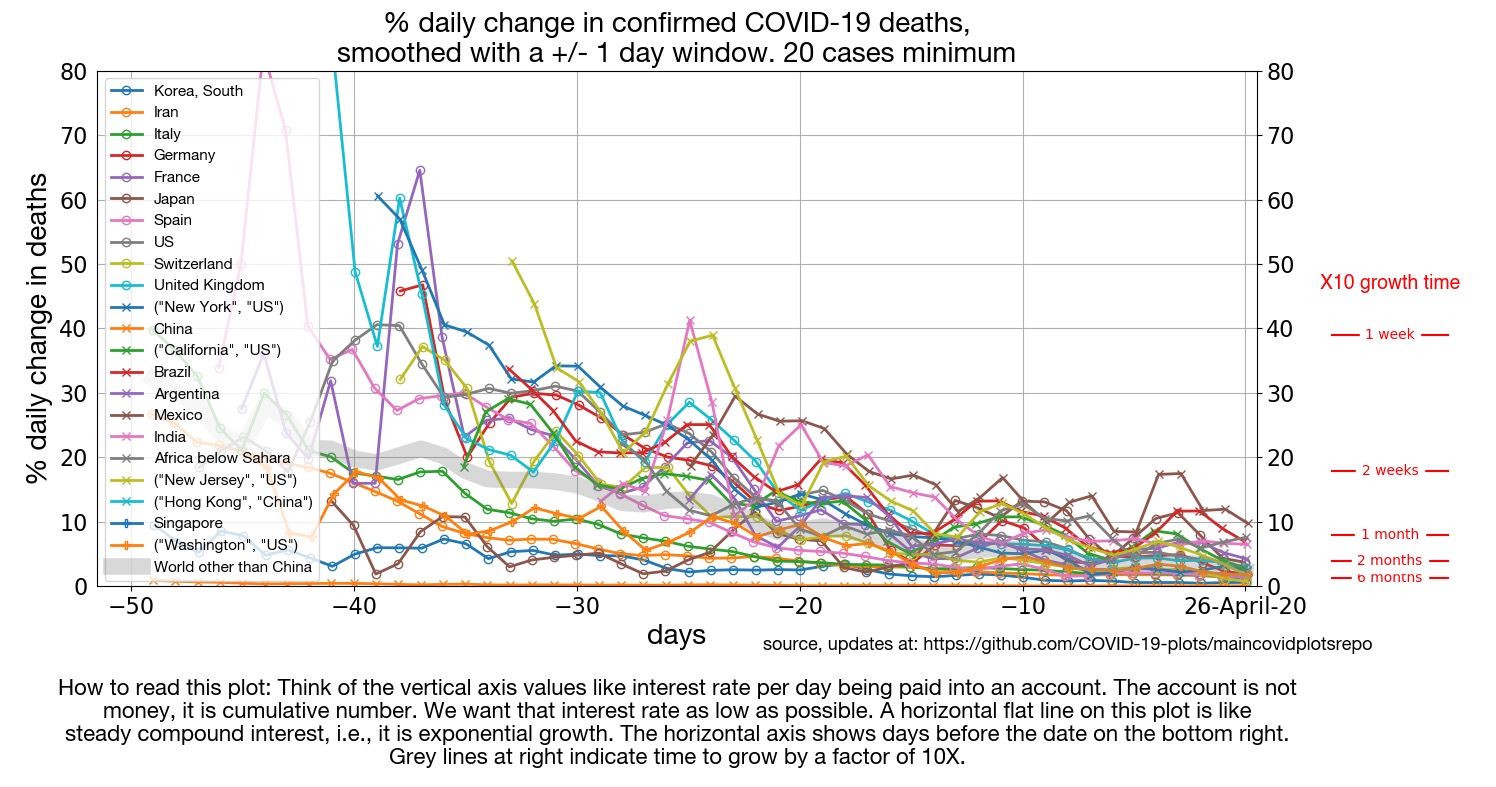 % daily change in confirmed COVID-19 deaths,
smoothed with a +/- 1 day window. 20 cases minimum
% daily change in deaths
80
70
60
50
40
30
20
10
0
Korea, South
Iran
Italy
Germany
France
Japan
Spain
US
Switzerland
United Kingdom
("New York", "US")
China
("California", "US")
Brazil
Argentina
Mexico
India
Africa below Sahara
("New Jersey", "US")
("Hong Kong", "China")
Singapore
("Washington", "US")
World other than China
80
70
60
50
40
30
20
10
0
X10 growth time
1 week
2 weeks
1 month
2 months
6 months
−50 −40 −30 −20 −10 26-April-20
days
source, updates at: https://github.com/COVID-19-plots/maincovidplotsrepo
How to read this plot: Think of the vertical axis values like interest rate per day being paid into an account. The account is not
money, it is cumulative number. We want that interest rate as low as possible. A horizontal flat line on this plot is like
steady compound interest, i.e., it is exponential growth. The horizontal axis shows days before the date on the bottom right.
Grey lines at right indicate time to grow by a factor of 10X.